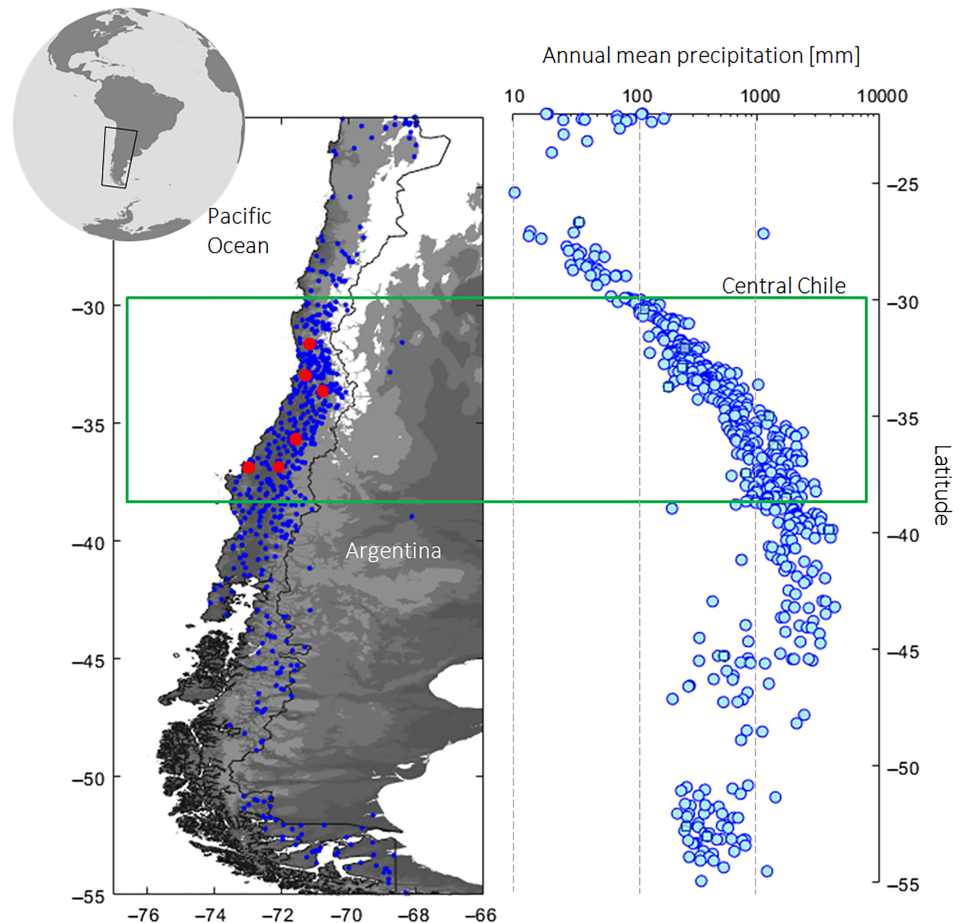 Annual mean precipitation [mm]
10 100 1000 10000
Pacific
Ocean
−25
Central Chile
−30 −30
−35 −35
Latitude
Argentina
−40 −40
−45 −45
−50 −50
−55 −55
−76 −74 −72 −70 −68 −66